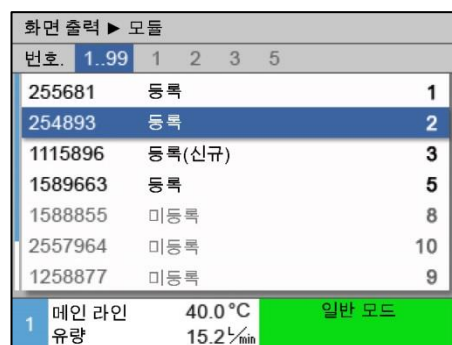 화면 출력 ▶ 모듈
번호. 1..99 1 2 3 5
255681 등록 1
254893 등록 2
1115896 등록(신규) 3
1589663 등록 5
1588855 미등록 8
2557964 미등록 10
1258877 미등록 9
1 메인 라인 40.0 °C 일반 모드
유량 15.2 L/min